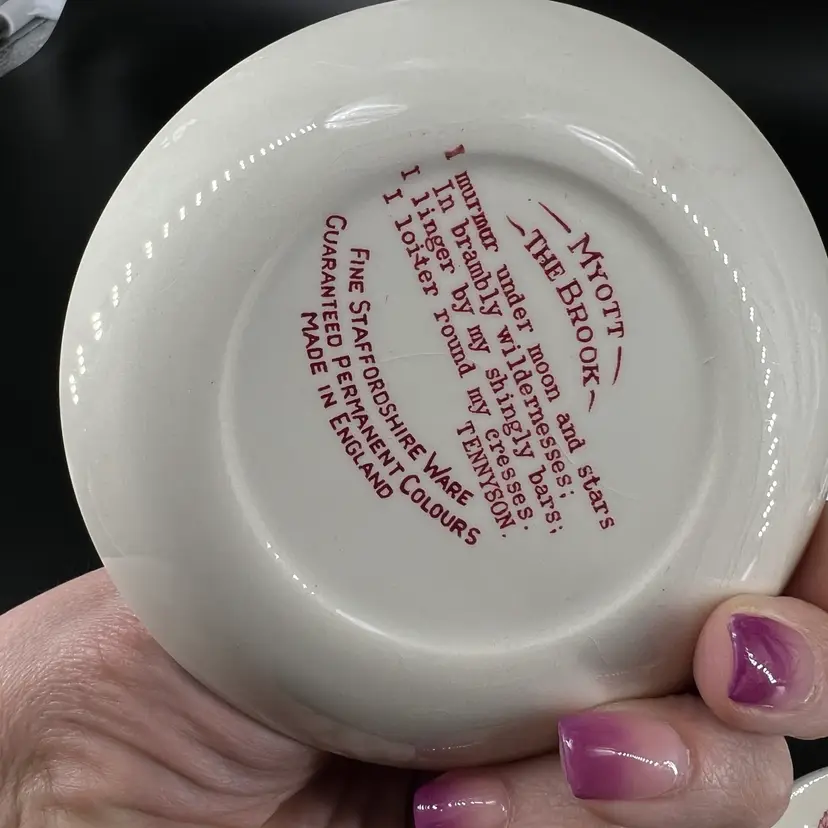 MYOTT
THE BROOK
I murmur under moon and stars
In brambly wildernesses;
I linger by my shingly bars;
I loiter round my cresses.
TENNYSON.
FINE STAFFORDSHIRE WARE
GUARANTEED PERMANENT COLOURS
MADE IN ENGLAND